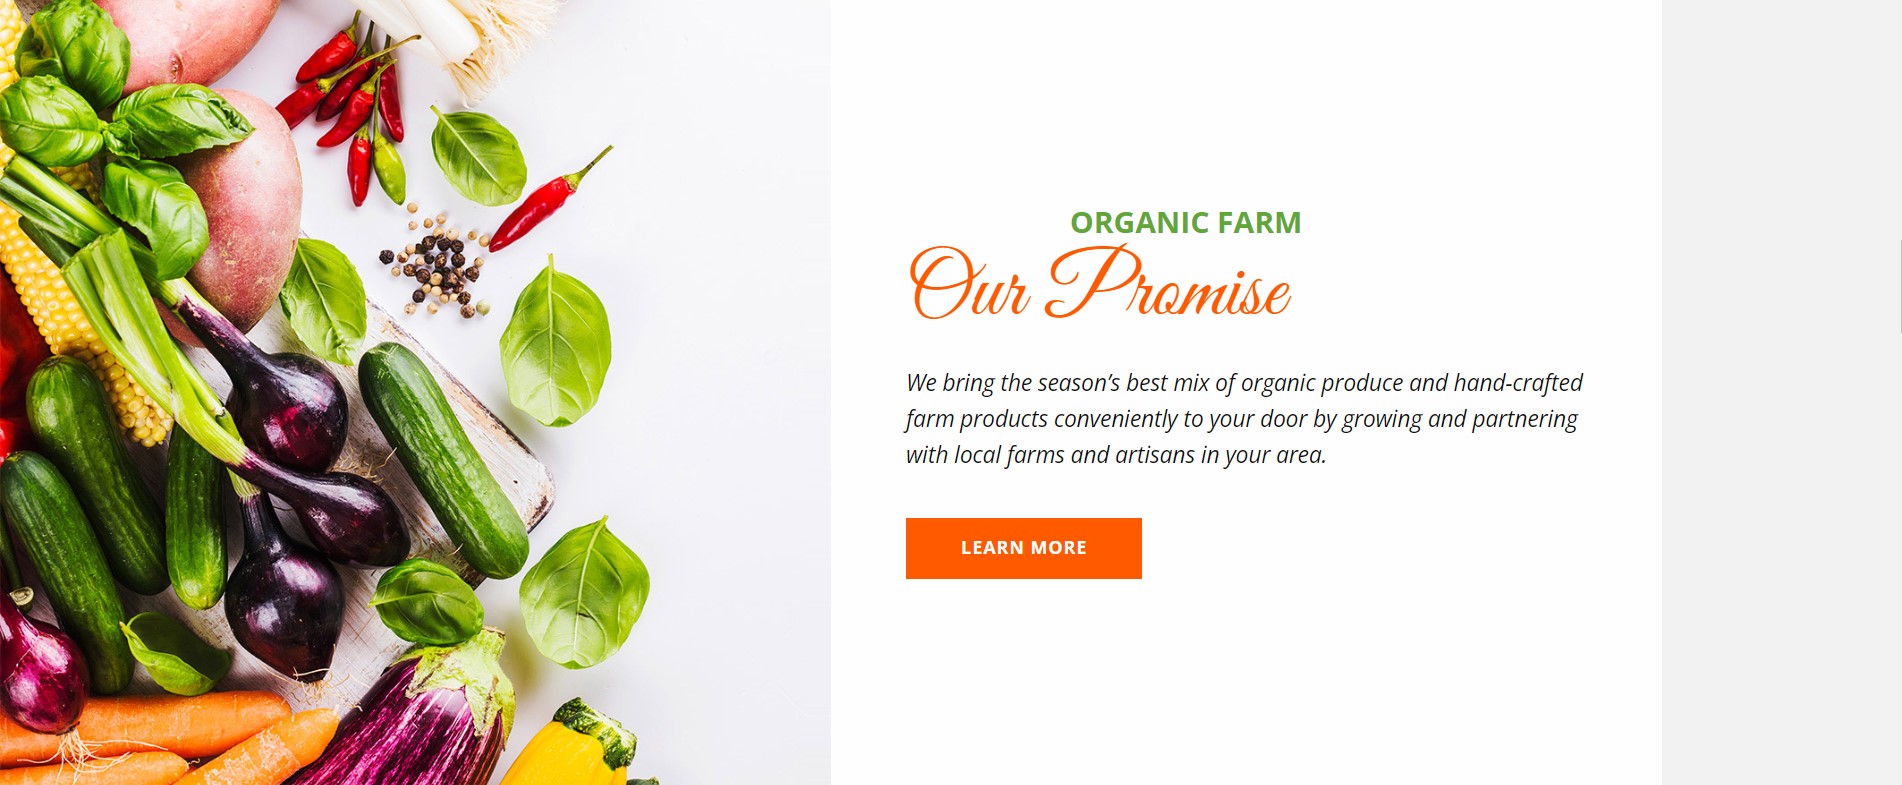 ORGANIC FARM
Our Promise
We bring the season’s best mix of organic produce and hand-crafted
farm products conveniently to your door by growing and partnering
with local farms and artisans in your area.
LEARN MORE